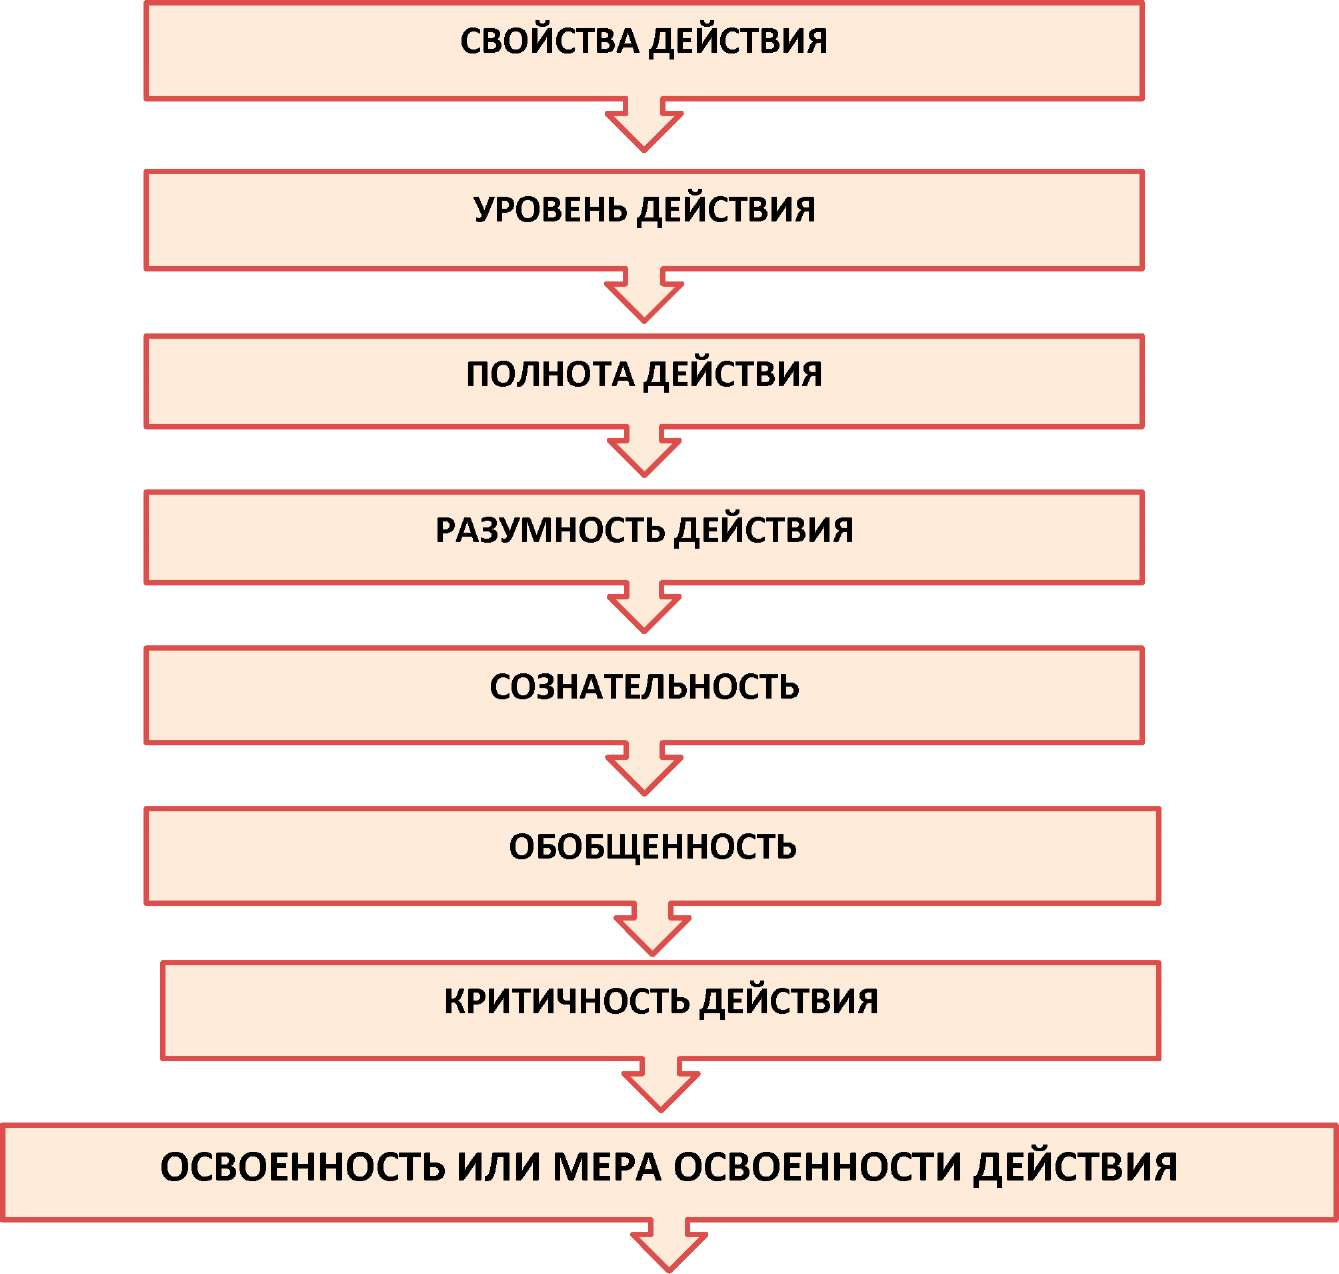 СВОЙСТВА ДЕЙСТВИЯ
УРОВЕНЬ ДЕЙСТВИЯ
ПОЛНОТА ДЕЙСТВИЯ
РАЗУМНОСТЬ ДЕЙСТВИЯ
СОЗНАТЕЛЬНОСТЬ
ОБОБЩЕННОСТЬ
КРИТИЧНОСТЬ ДЕЙСТВИЯ
ОСВОЕННОСТЬ ИЛИ МЕРА ОСВОЕННОСТИ ДЕЙСТВИЯ